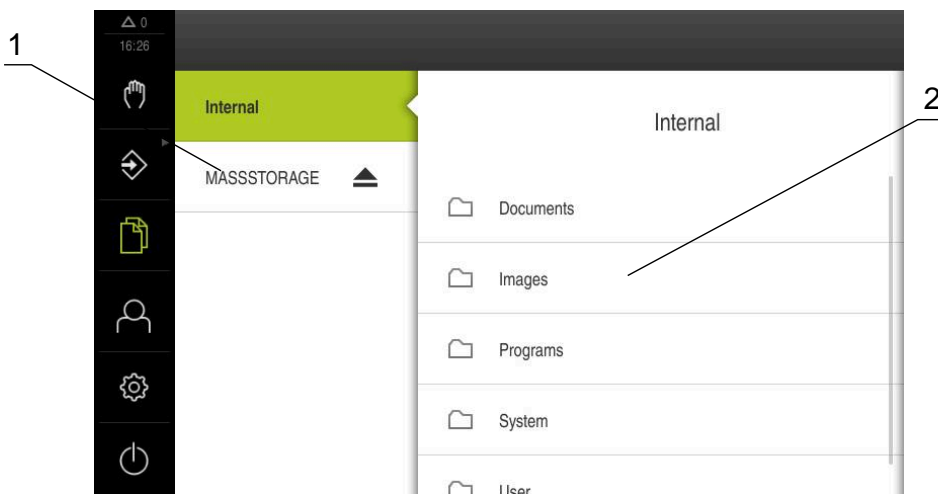 1
0
16:26
Internal
MASSSTORAGE
Internal
2
Documents
Images
Programs
System
User